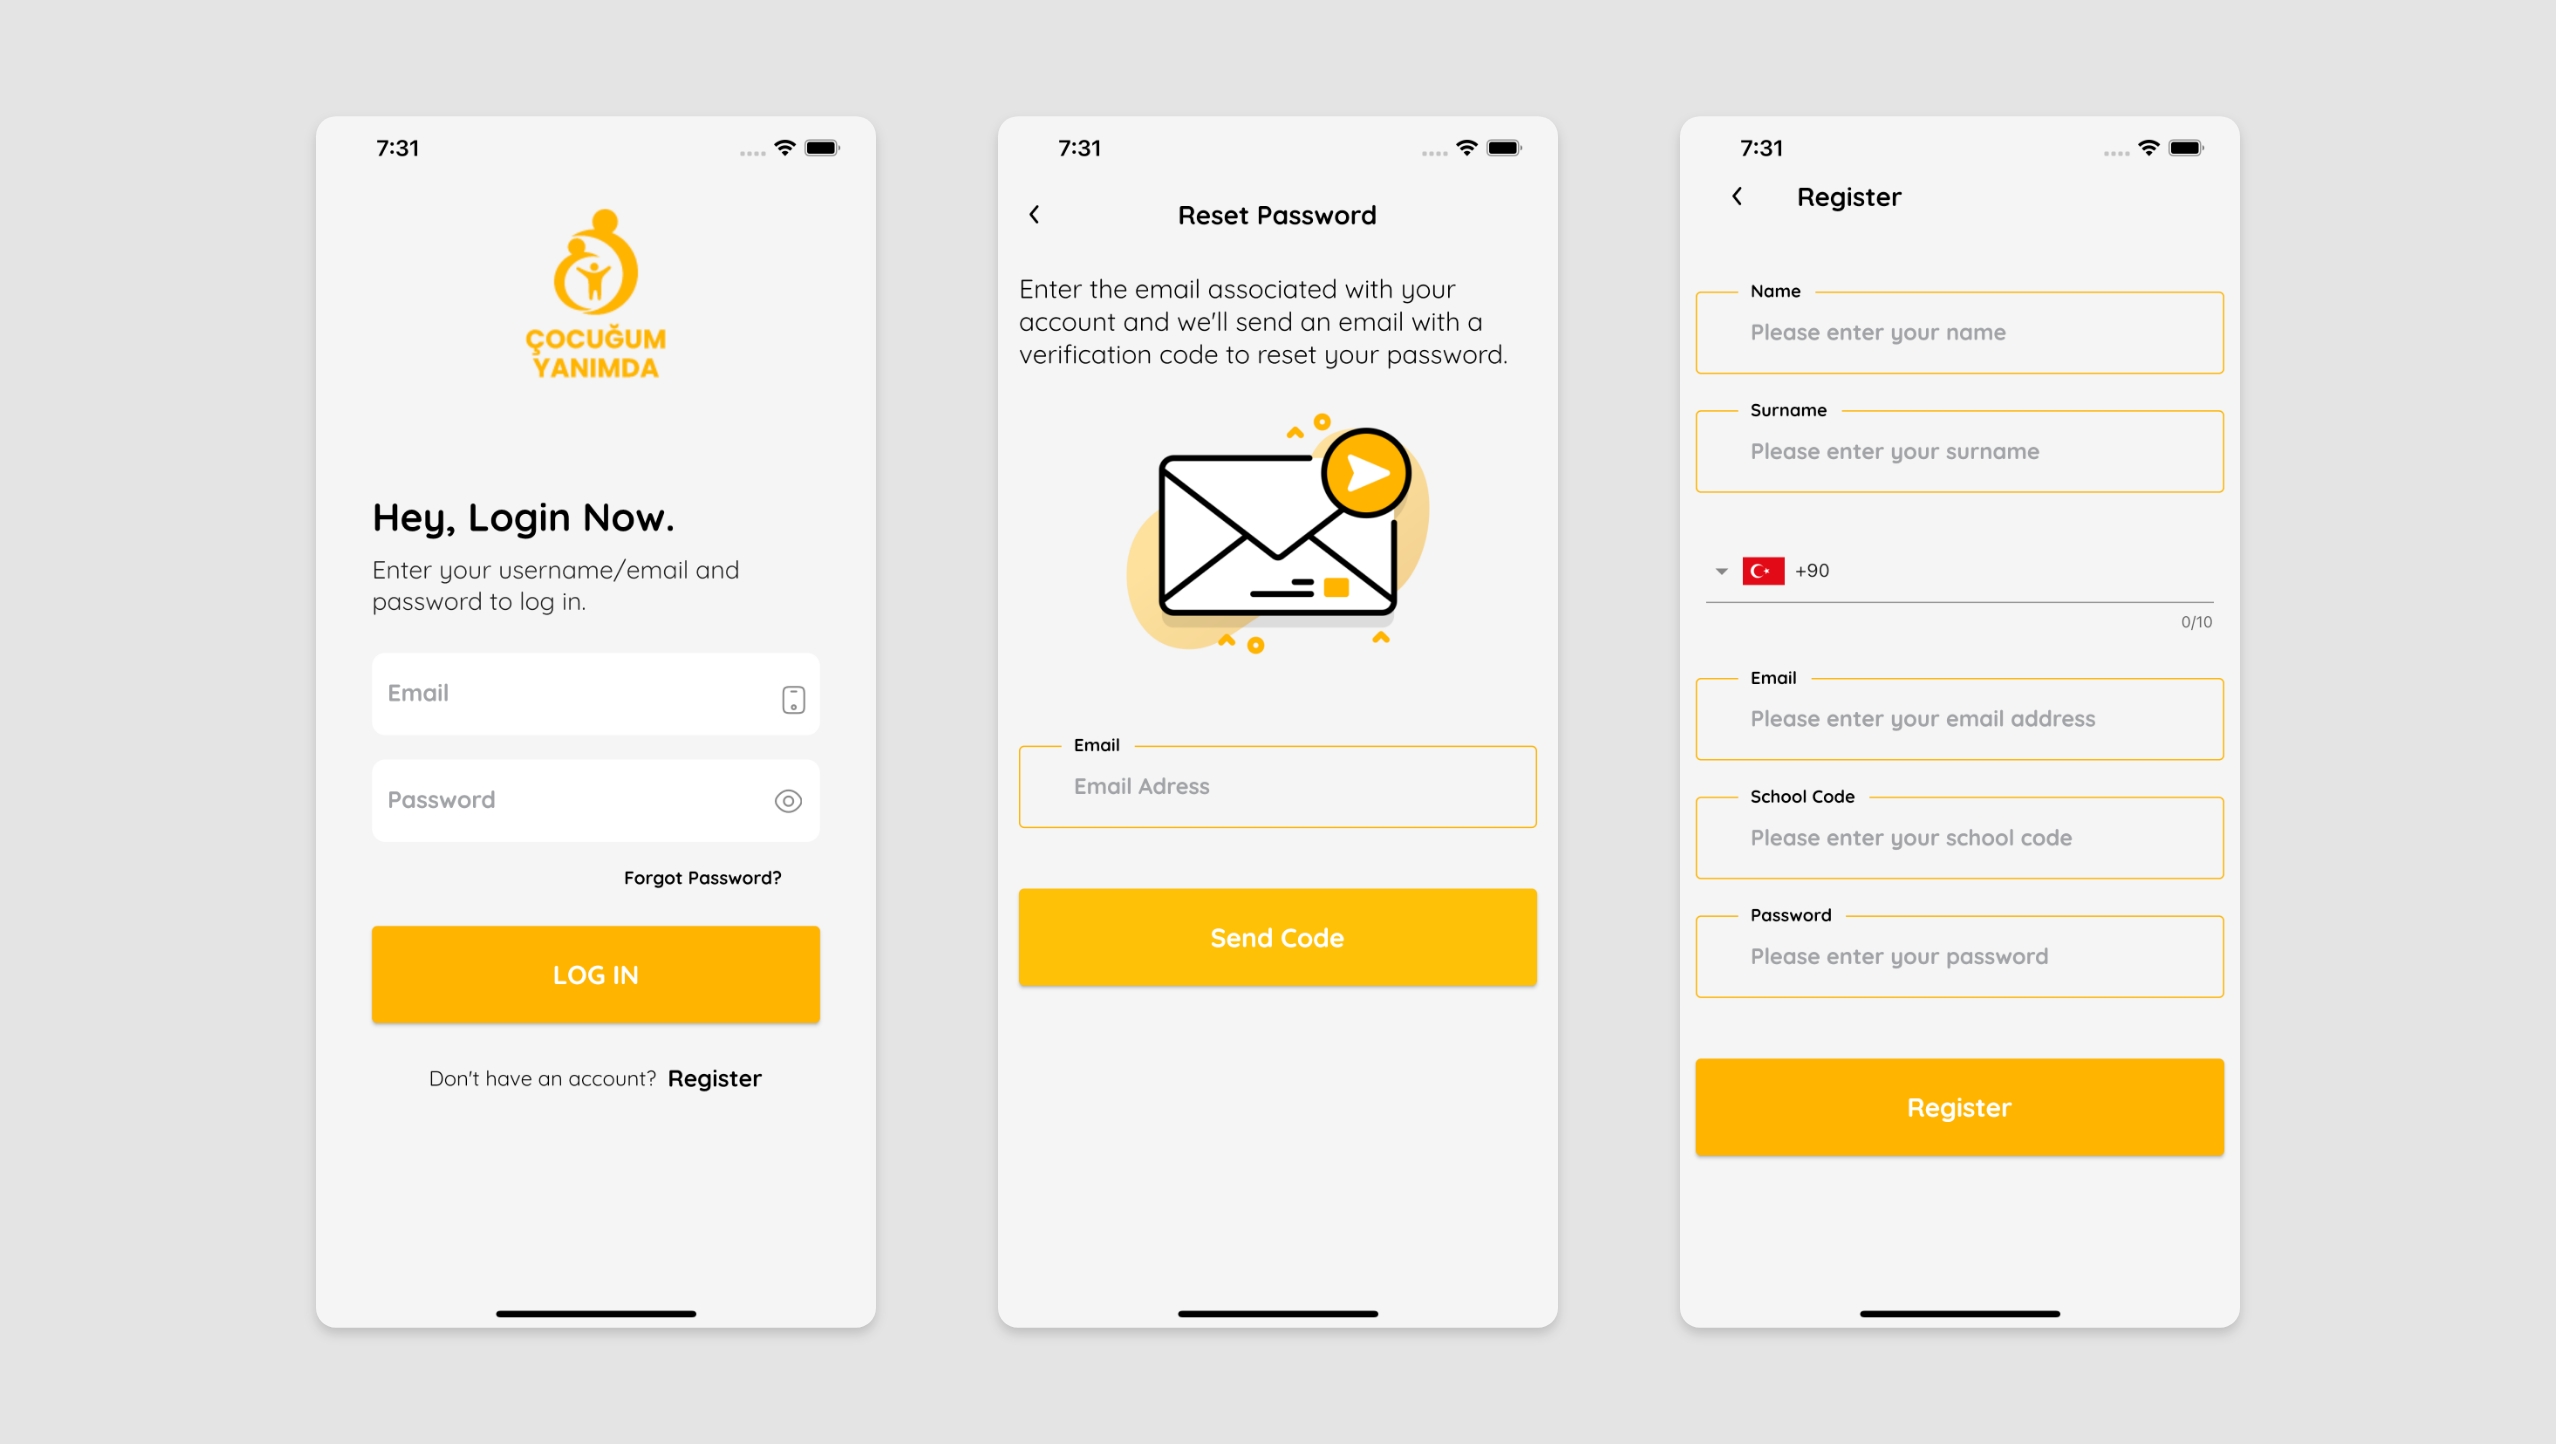 7:31
ÇOCUĞUM
YANIMDA
Hey, Login Now.
Enter your username/email and
password to log in.
Email
Password
Forgot Password?
LOG IN
Don't have an account? Register
7:31
Reset Password
Enter the email associated with your
account and we'll send an email with a
verification code to reset your password.
Email
Email Adress
Send Code
7:31
Register
Name
Please enter your name
Surname
Please enter your surname
+90
0/10
Email
Please enter your email address
School Code
Please enter your school code
Password
Please enter your password
Register